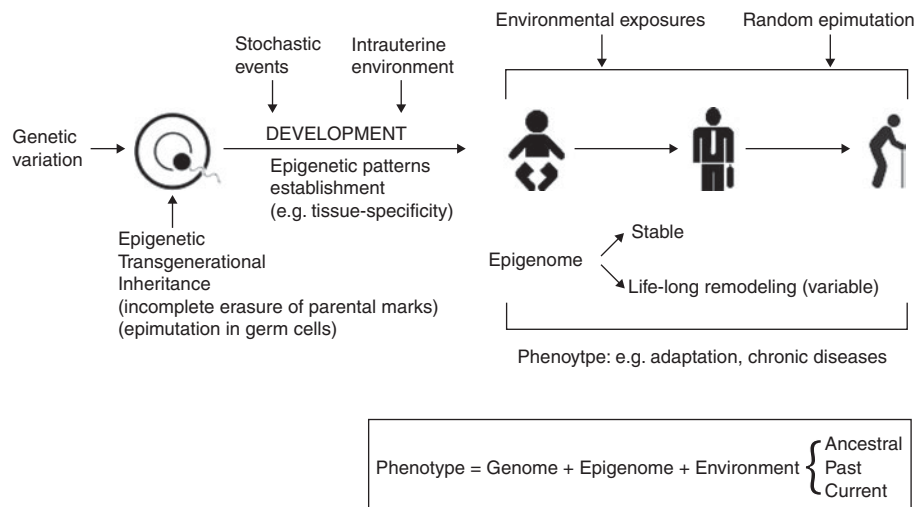 Environmental exposures
Random epimutation
Stochastic
events
Intrauterine
environment
Genetic
variation
DEVELOPMENT
Epigenetic patterns
establishment
(e.g. tissue-specificity)
Epigenetic
Transgenerational
Inheritance
(incomplete erasure of parental marks)
(epimutation in germ cells)
Epigenome
Stable
Life-long remodeling (variable)
Phenoytpe: e.g. adaptation, chronic diseases
Phenotype = Genome + Epigenome + Environment {
Ancestral
Past
Current